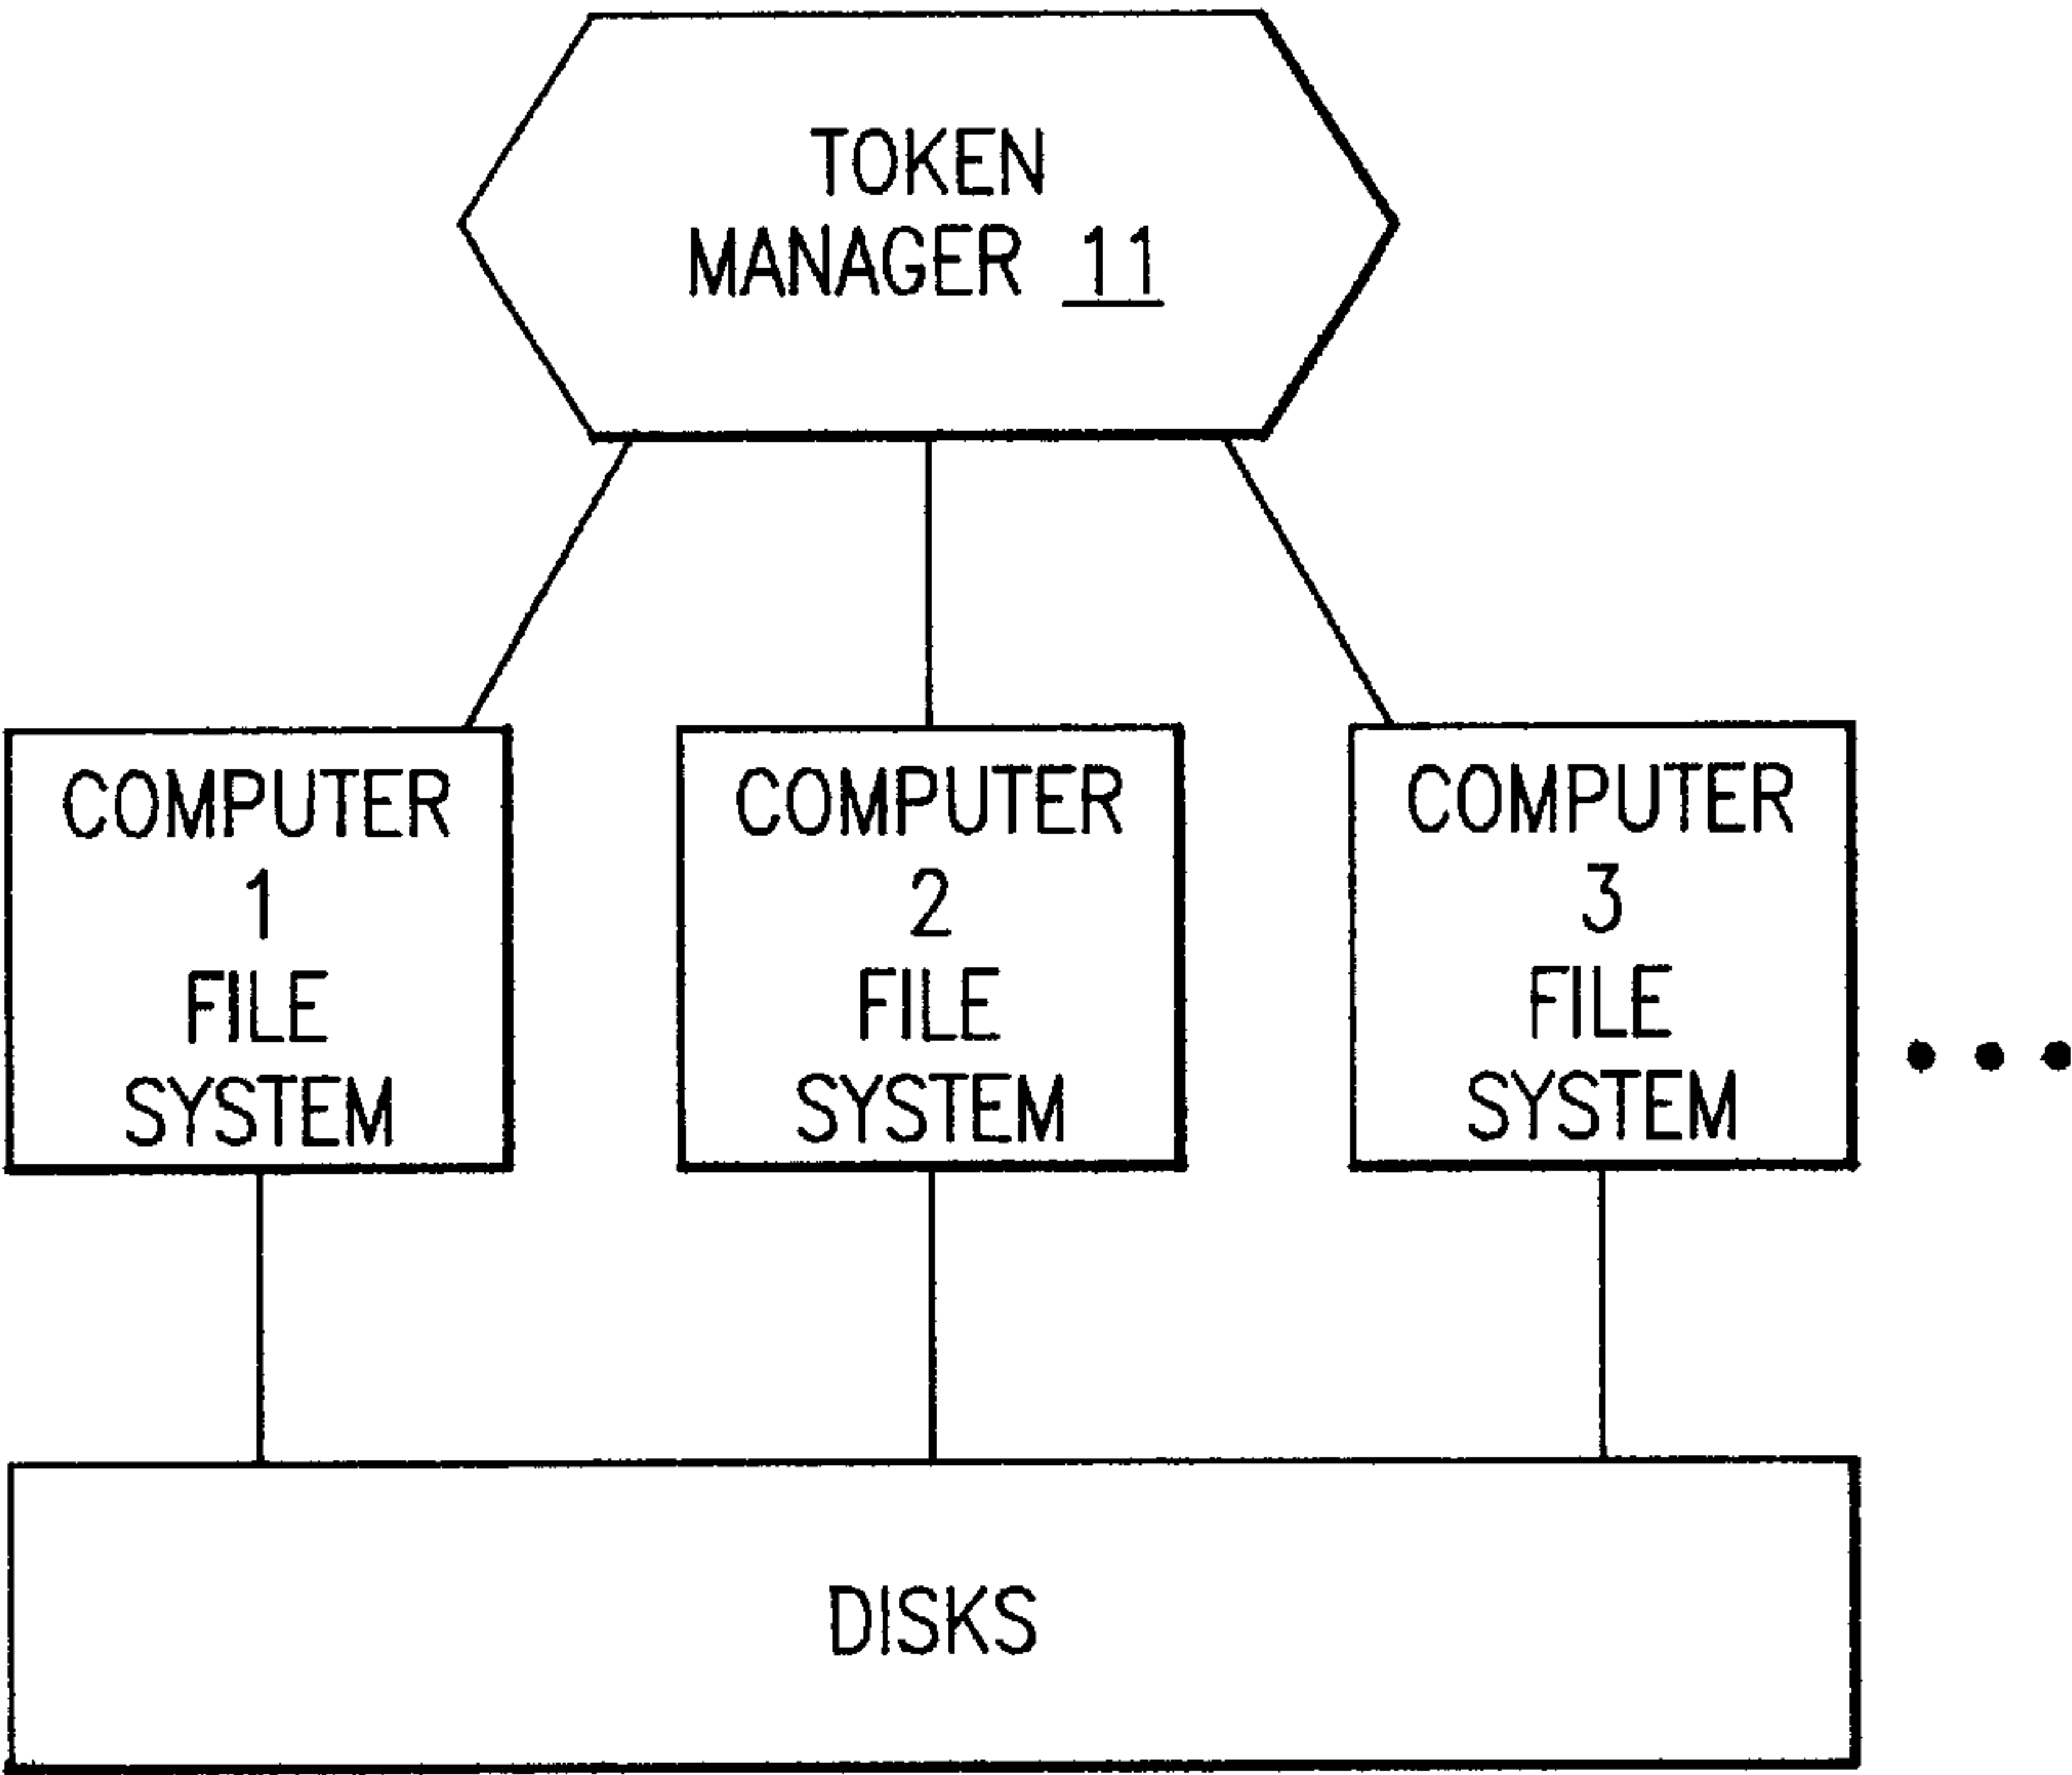 TOKEN
MANAGER 11
COMPUTER
1
FILE
SYSTEM
COMPUTER
2
FILE
SYSTEM
COMPUTER
3
FILE
SYSTEM
DISKS